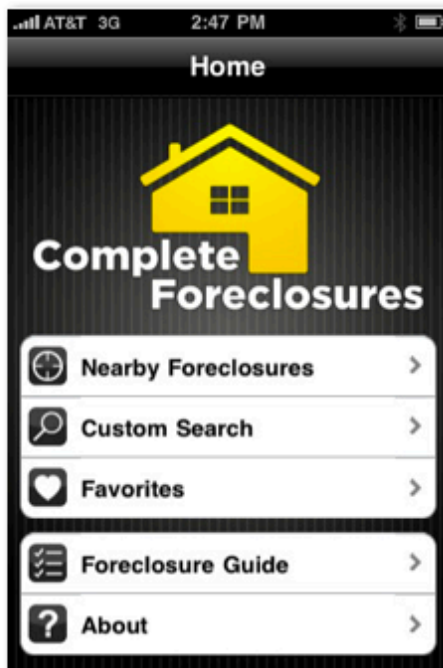 AT&T 3G 2:47 PM
Home
Complete
Foreclosures
Nearby Foreclosures
Custom Search
Favorites
Foreclosure Guide
? About